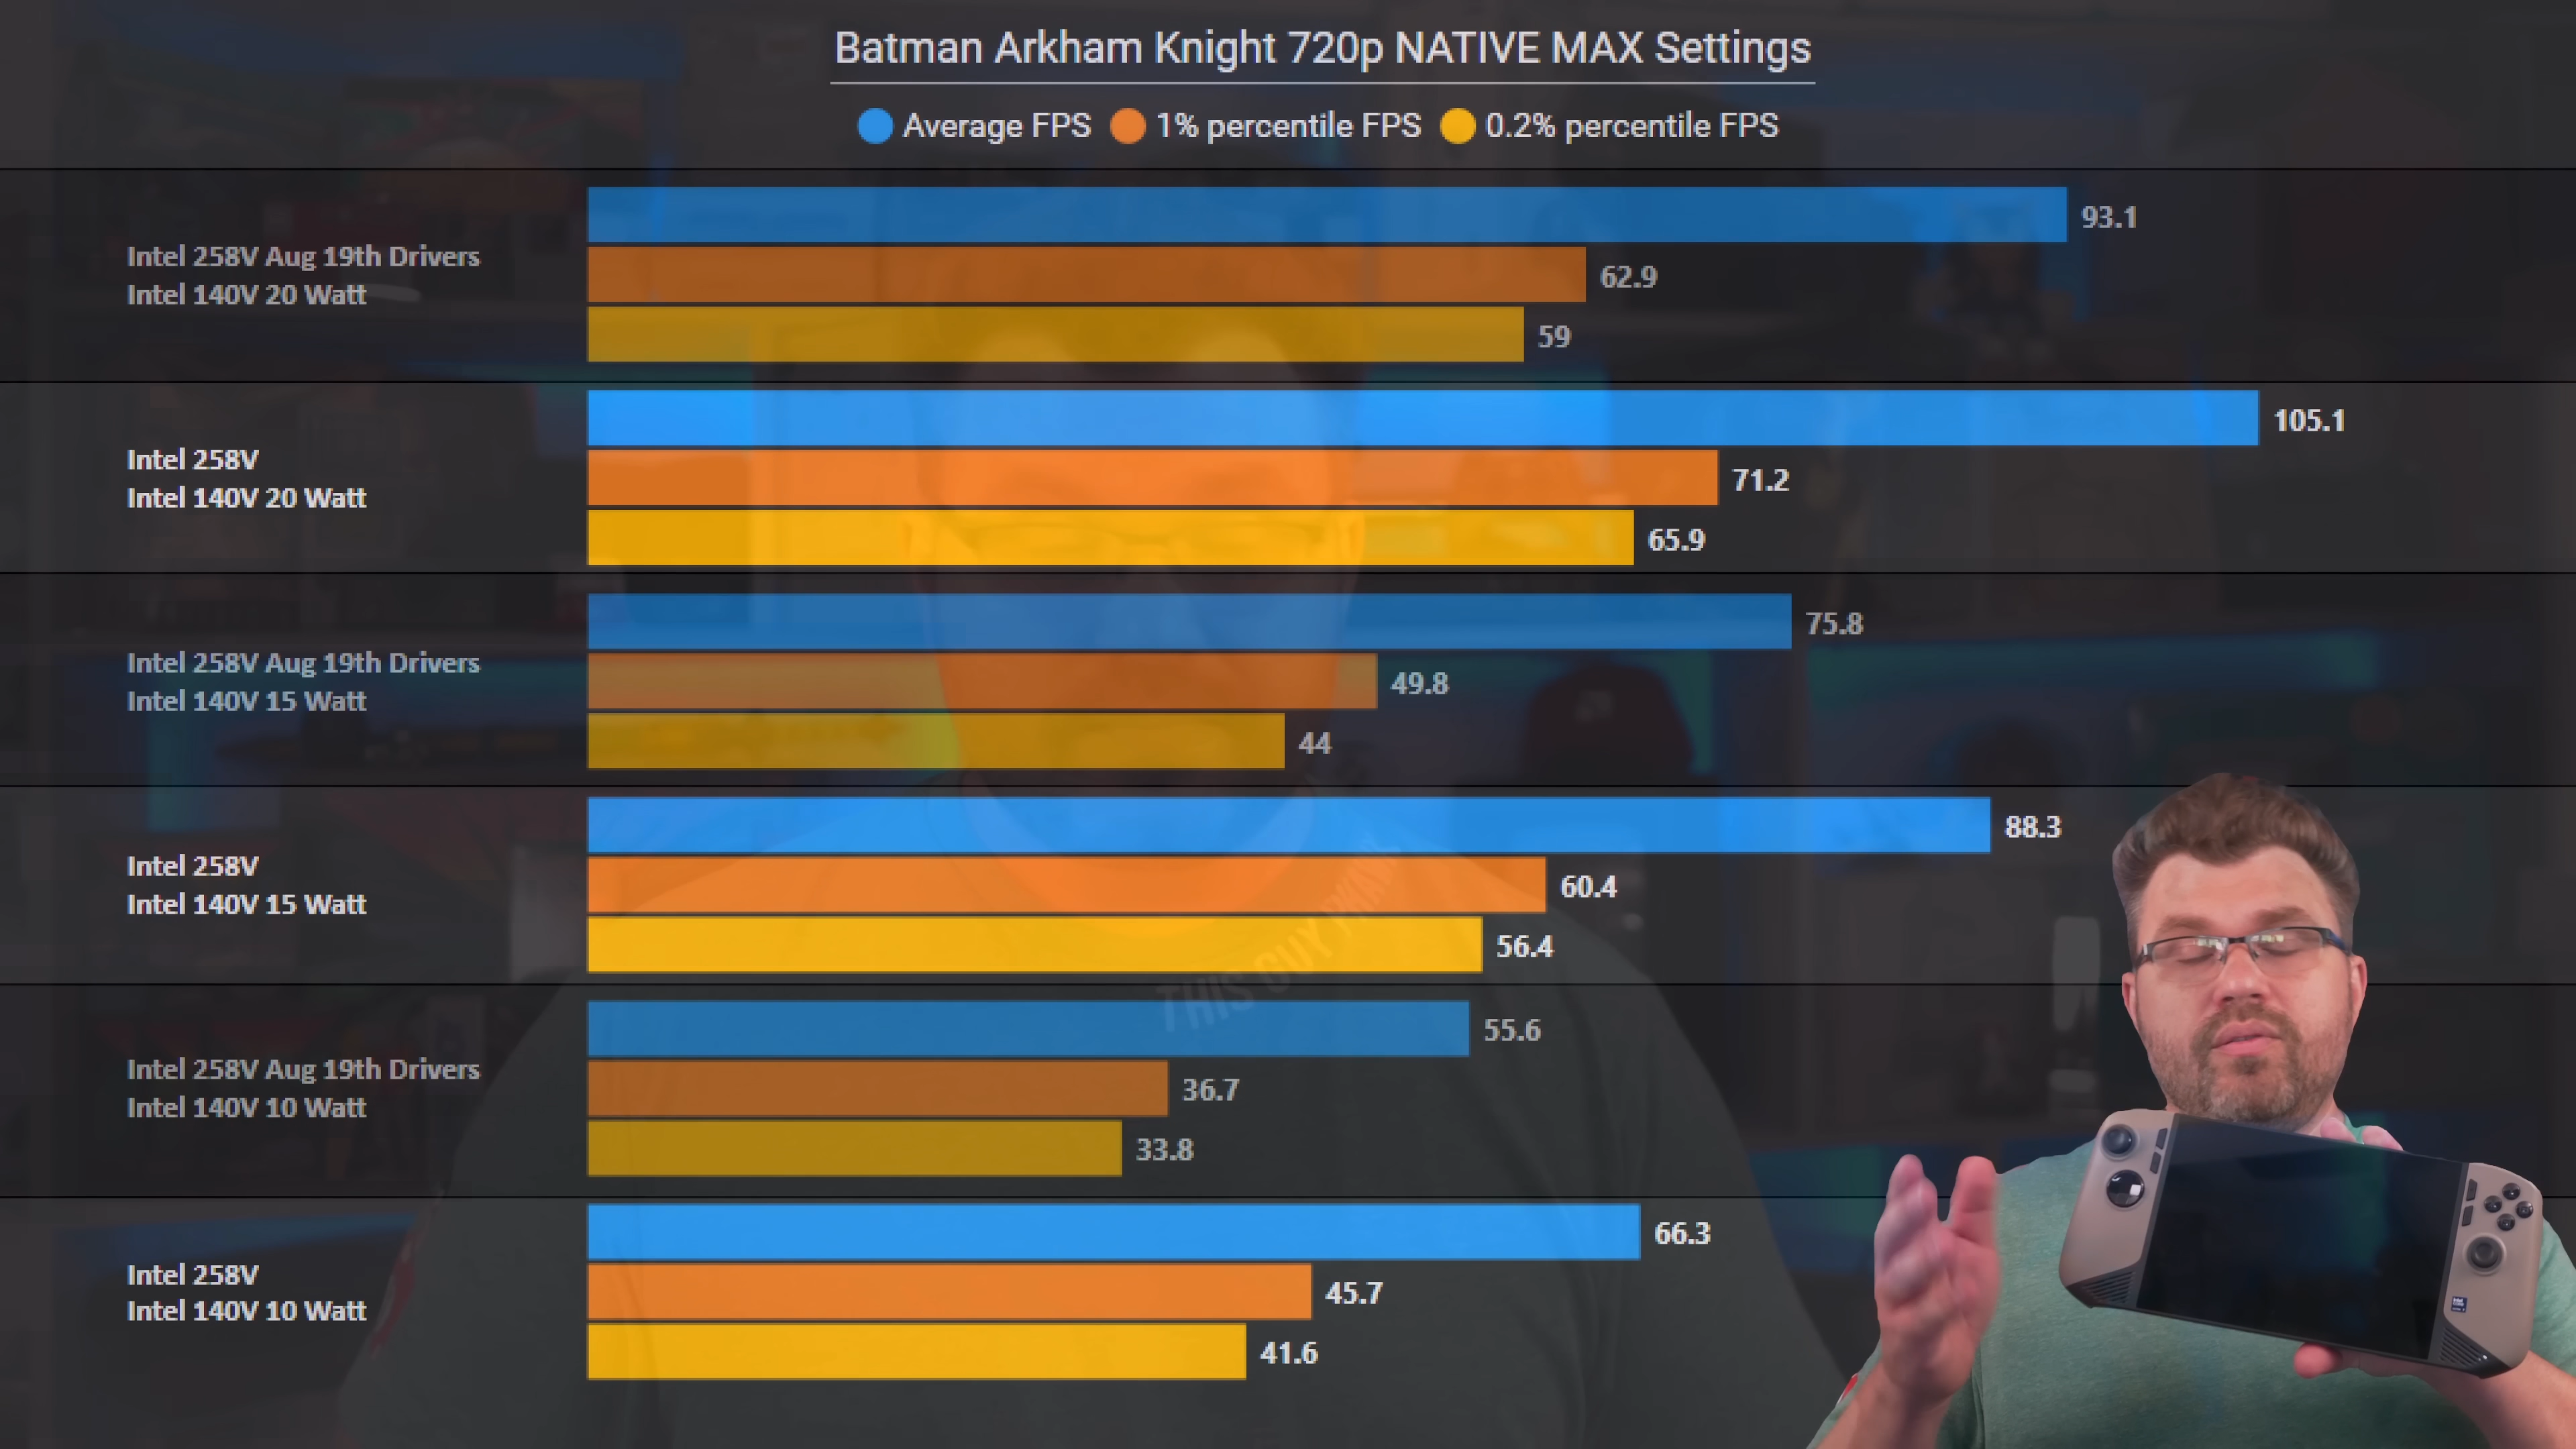 Batman Arkham Knight 720p NATIVE MAX Settings
Average FPS 1% percentile FPS 0.2% percentile FPS
Intel 258V Aug 19th Drivers
Intel 140V 20 Watt
93.1
62.9
59
Intel 258V
Intel 140V 20 Watt
105.1
71.2
65.9
Intel 258V Aug 19th Drivers
Intel 140V 15 Watt
75.8
49.8
44
Intel 258V
Intel 140V 15 Watt
88.3
60.4
56.4
THIS GUY PAWN
Intel 258V Aug 19th Drivers
Intel 140V 10 Watt
55.6
36.7
33.8
Intel 258V
Intel 140V 10 Watt
66.3
45.7
41.6